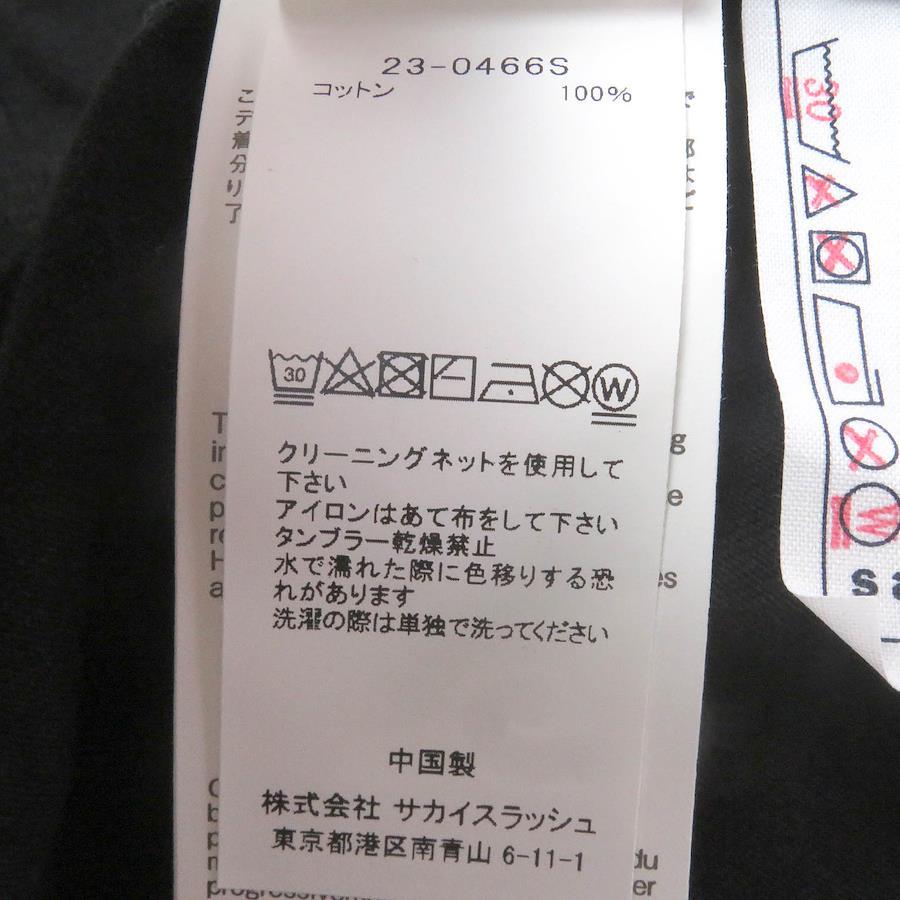 23-0466S
コットン 100%
30
W
クリーニングネットを使用して
下さい
アイロンはあて布をして下さい
タンブラー乾燥禁止
水で濡れた際に色移りする恐
れがあります
洗濯の際は単独で洗ってください
中国製
株式会社 サカイスラッシュ
東京都港区南青山 6-11-1
30
W